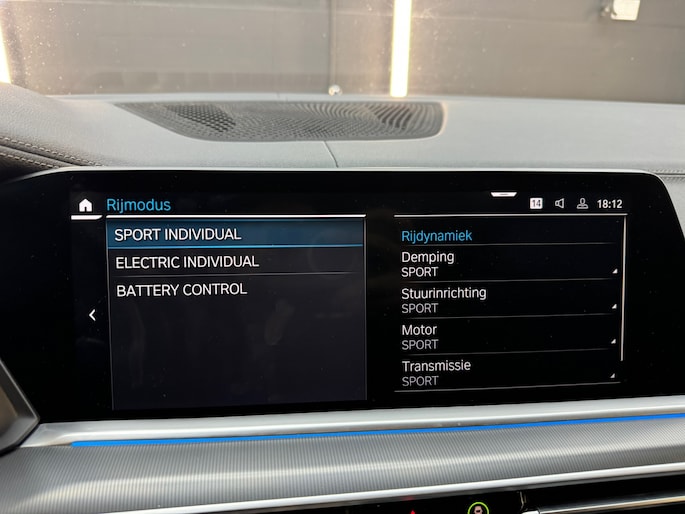 Rijmodus
14
18:12
SPORT INDIVIDUAL
ELECTRIC INDIVIDUAL
BATTERY CONTROL
Rijdynamiek
Demping
SPORT
Stuurinrichting
SPORT
Motor
SPORT
Transmissie
SPORT